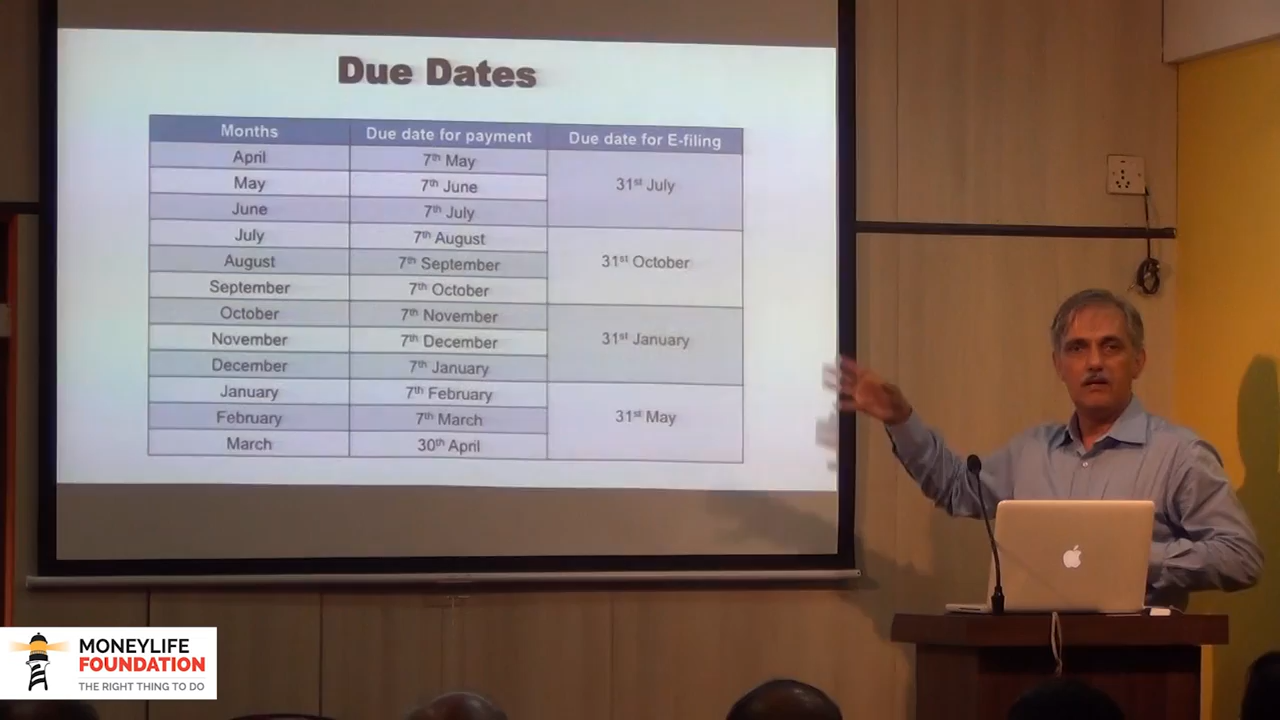 Due Dates
Months Due date for payment Due date for E-filing
April 7th May 31st July
May 7th June
June 7th July
July 7th August 31st October
August 7th September
September 7th October
October 7th November 31st January
November 7th December
December 7th January
January 7th February 31st May
February 7th March
March 30th April
MONEYLIFE
FOUNDATION
THE RIGHT THING TO DO